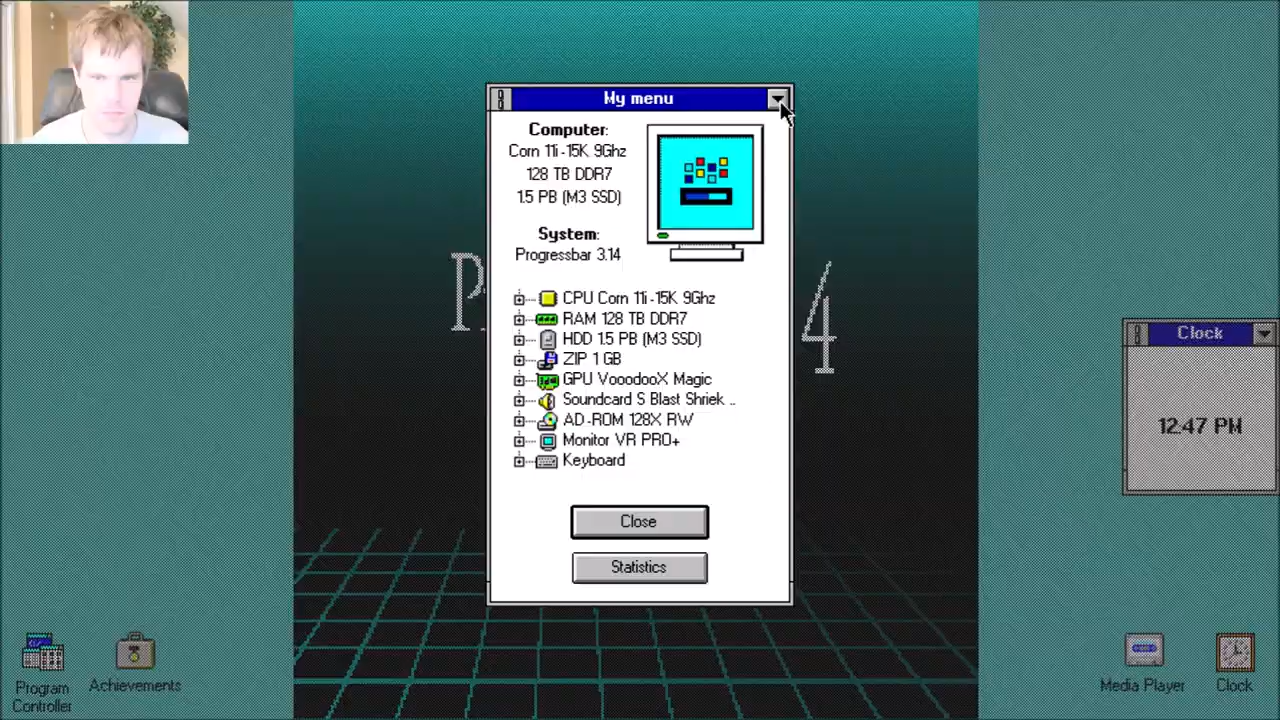 My menu
Computer:
Corn 11i-15K 9Ghz
128 TB DDR7
1.5 PB (M3 SSD)
System:
Progressbar 3.14
P
4
CPU Corn 11i-15K 9Ghz
RAM 128 TB DDR7
HDD 1.5 PB (M3 SSD)
ZIP 1 GB
GPU VooodooX Magic
Soundcard S Blast Shriek ..
AD-ROM 128X RW
Monitor VR PRO+
Keyboard
Close
Statistics
Clock
12:47 PM
Program
Controller
Achievements
Media Player
Clock